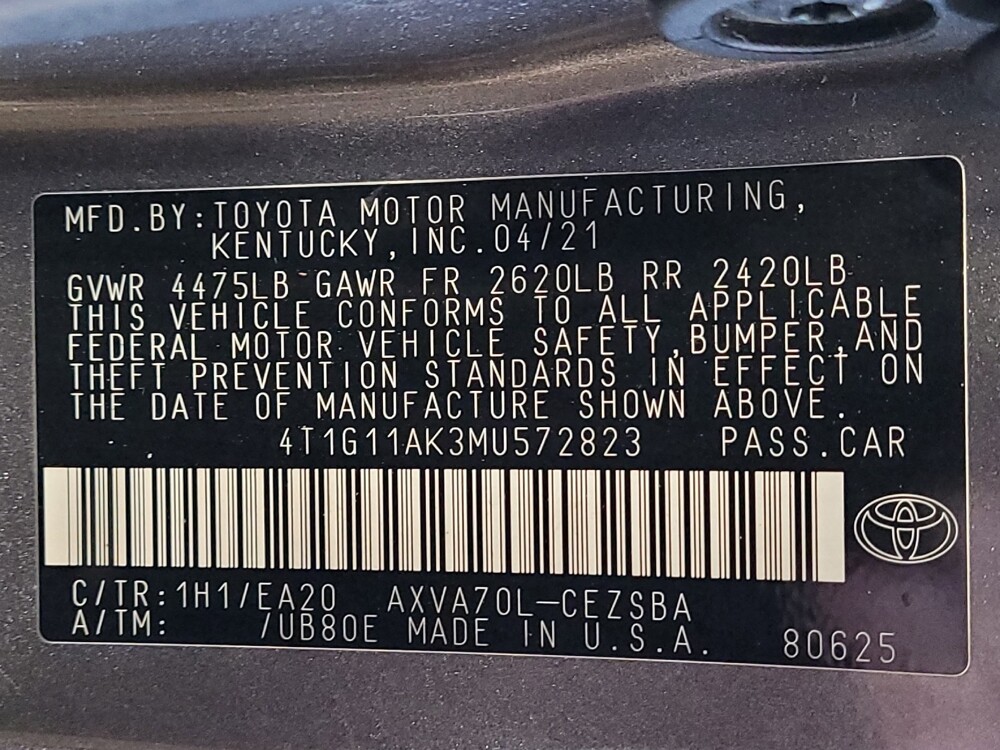 MFD.BY:TOYOTA MOTOR MANUFACTURING,
KENTUCKY,INC.04/21
GVWR 4475LB GAWR FR 2620LB RR 2420LB
THIS VEHICLE CONFORMS TO ALL APPLICABLE
FEDERAL MOTOR VEHICLE SAFETY,BUMPER,AND
THEFT PREVENTION STANDARDS IN EFFECT ON
THE DATE OF MANUFACTURE SHOWN ABOVE.
4T1G11AK3MU572823 PASS.CAR
C/TR:1H1/EA20 AXVA70L-CEZSBA
A/TM: /UB80E MADE IN U.S.A. 80625